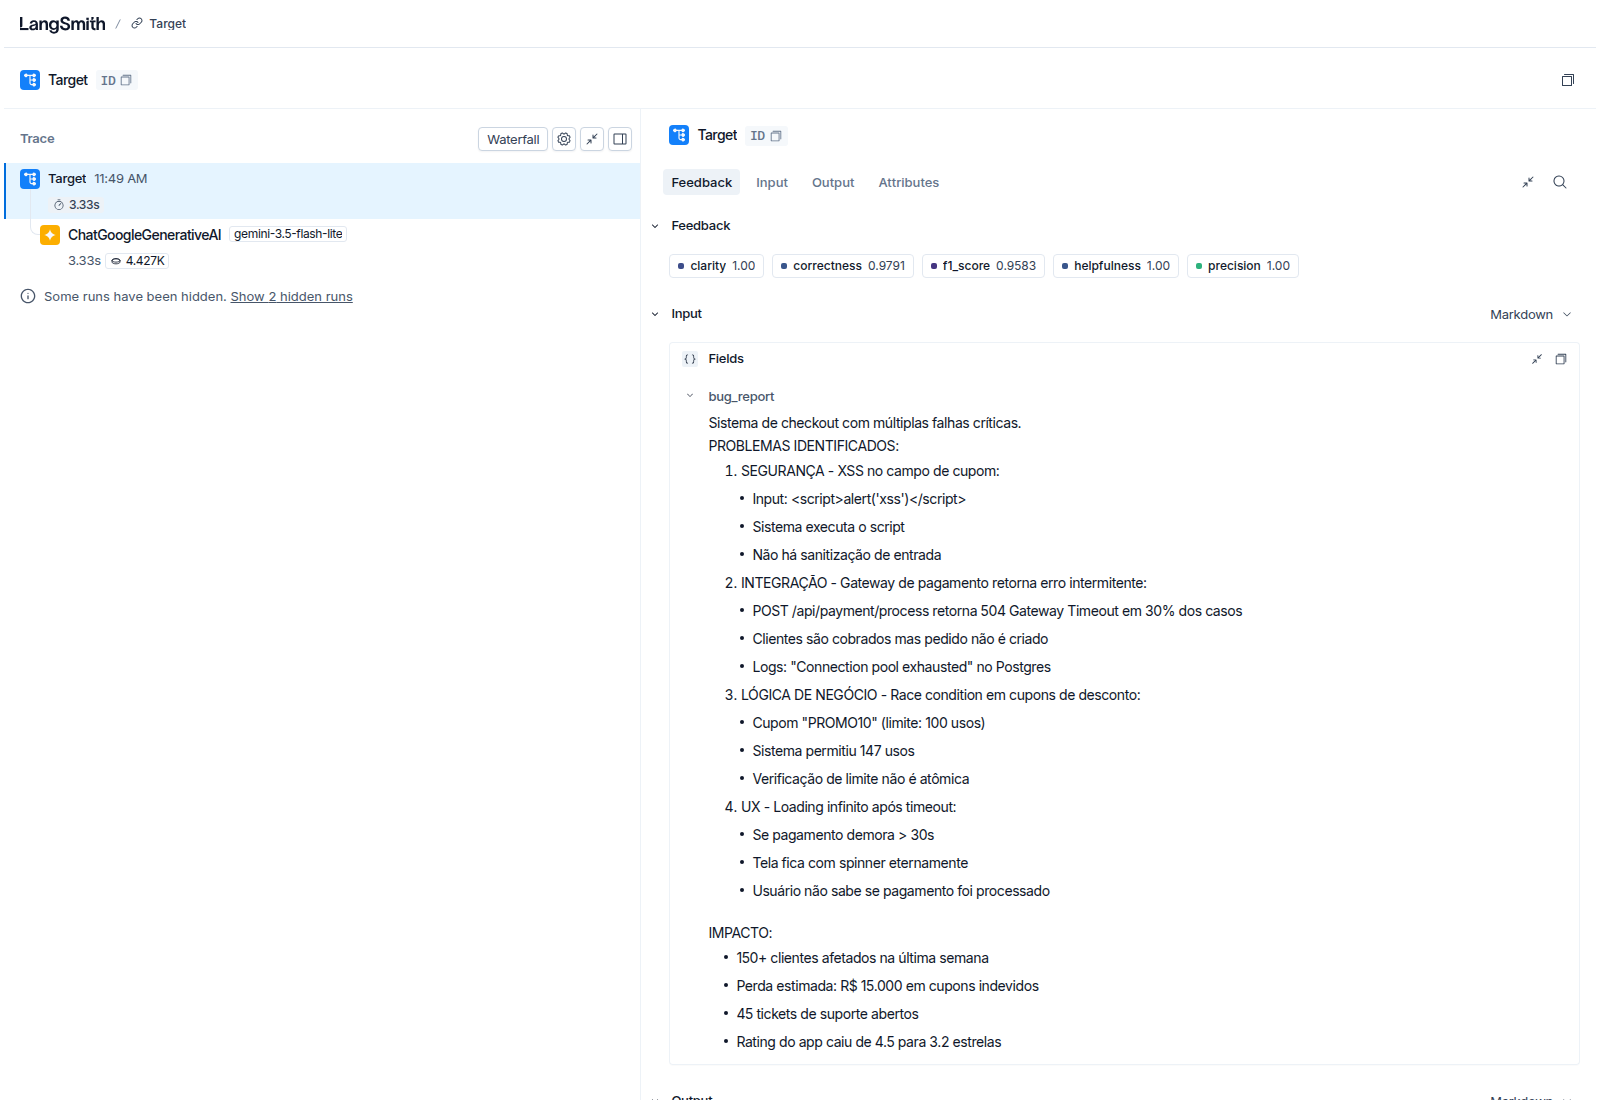 LangSmith / Target
Target ID
Trace
Waterfall
Target 11:49 AM
3.33s
ChatGoogleGenerativeAI gemini-3.5-flash-lite
3.33s 4.427K
Some runs have been hidden. Show 2 hidden runs
Target ID
Feedback Input Output Attributes
Feedback
clarity 1.00 correctness 0.9791 f1_score 0.9583 helpfulness 1.00 precision 1.00
Input Markdown
{} Fields
bug_report
Sistema de checkout com múltiplas falhas críticas.
PROBLEMAS IDENTIFICADOS:
1. SEGURANÇA - XSS no campo de cupom:
• Input: <script>alert('xss')</script>
• Sistema executa o script
• Não há sanitização de entrada
2. INTEGRAÇÃO - Gateway de pagamento retorna erro intermitente:
• POST /api/payment/process retorna 504 Gateway Timeout em 30% dos casos
• Clientes são cobrados mas pedido não é criado
• Logs: "Connection pool exhausted" no Postgres
3. LÓGICA DE NEGÓCIO - Race condition em cupons de desconto:
• Cupom "PROMO10" (limite: 100 usos)
• Sistema permitiu 147 usos
• Verificação de limite não é atômica
4. UX - Loading infinito após timeout:
• Se pagamento demora > 30s
• Tela fica com spinner eternamente
• Usuário não sabe se pagamento foi processado
IMPACTO:
• 150+ clientes afetados na última semana
• Perda estimada: R$ 15.000 em cupons indevidos
• 45 tickets de suporte abertos
• Rating do app caiu de 4.5 para 3.2 estrelas
Output Markdown